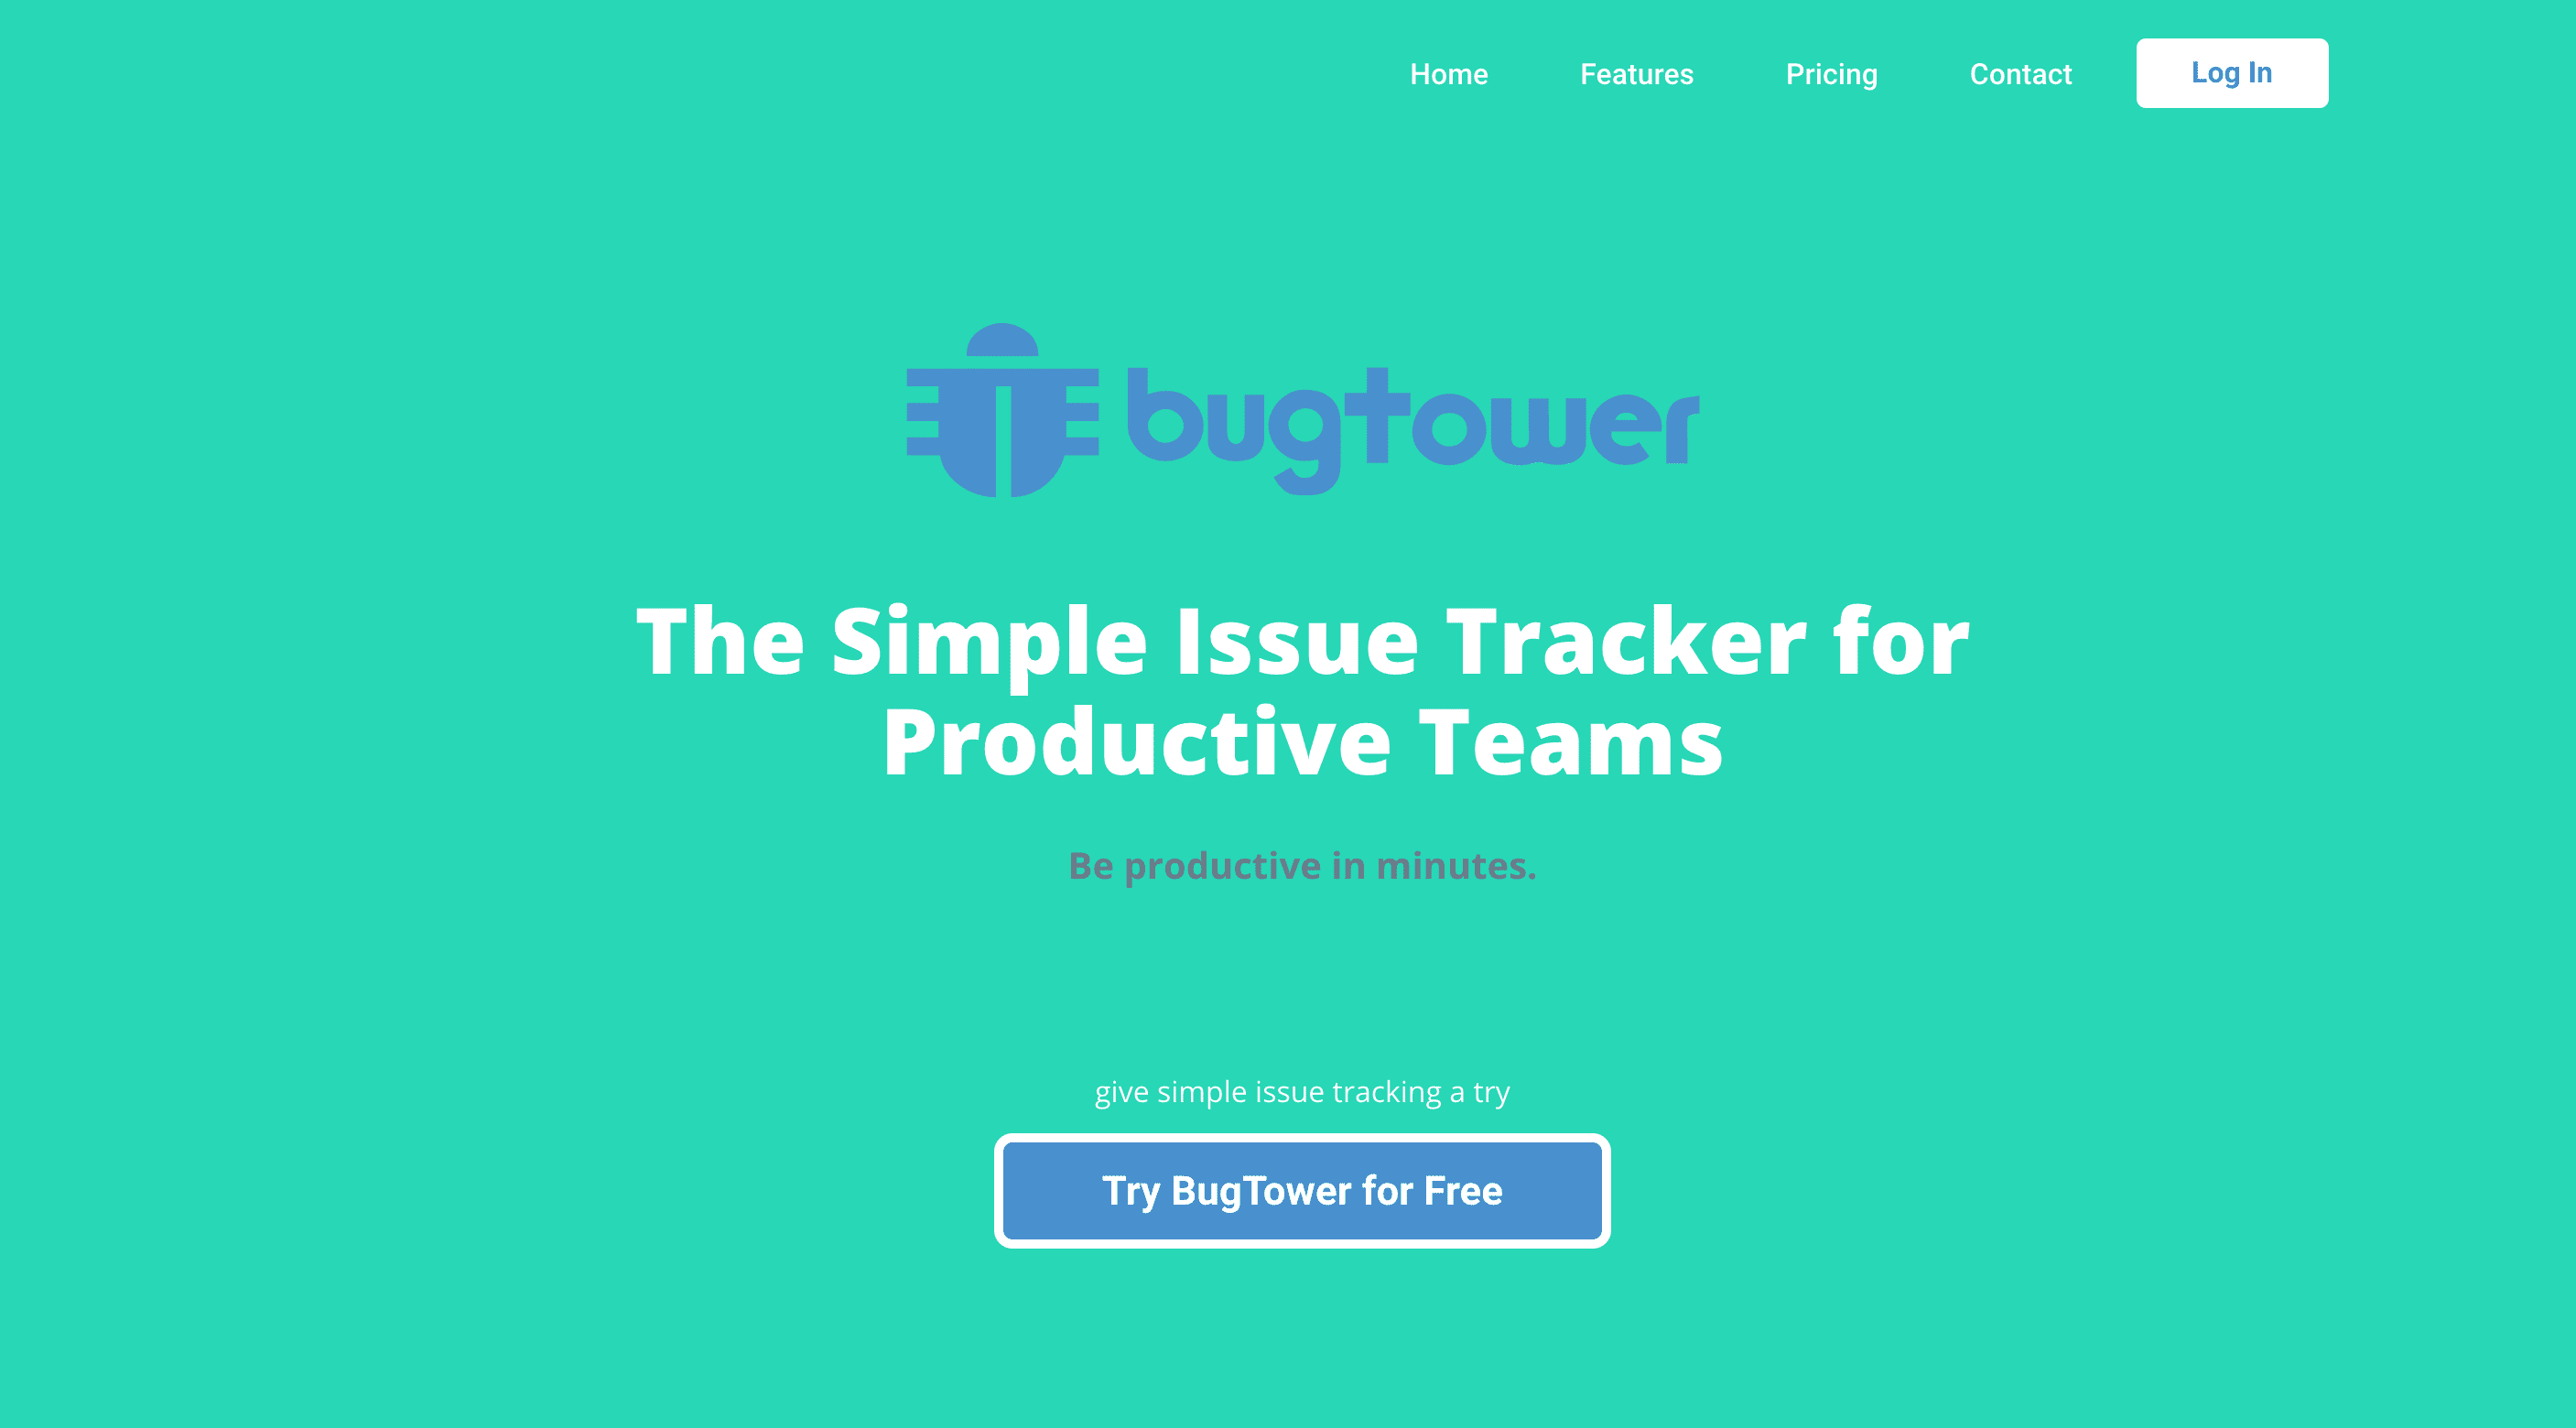 Home Features Pricing Contact Log In
bugtower
The Simple Issue Tracker for
Productive Teams
Be productive in minutes.
give simple issue tracking a try
Try BugTower for Free